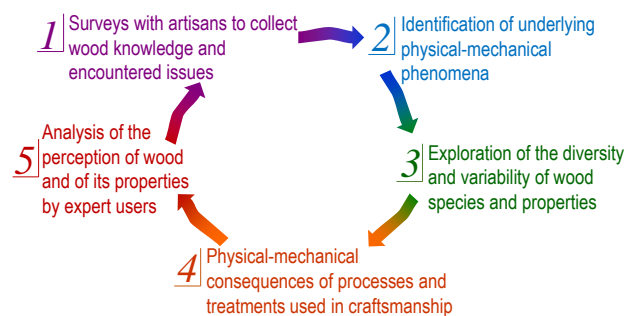 1 Surveys with artisans to collect
wood knowledge and
encountered issues
2 Identification of underlying
physical-mechanical
phenomena
3 Exploration of the diversity
and variability of wood
species and properties
4 Physical-mechanical
consequences of processes and
treatments used in craftsmanship
5 Analysis of the
perception of wood
and of its properties
by expert users